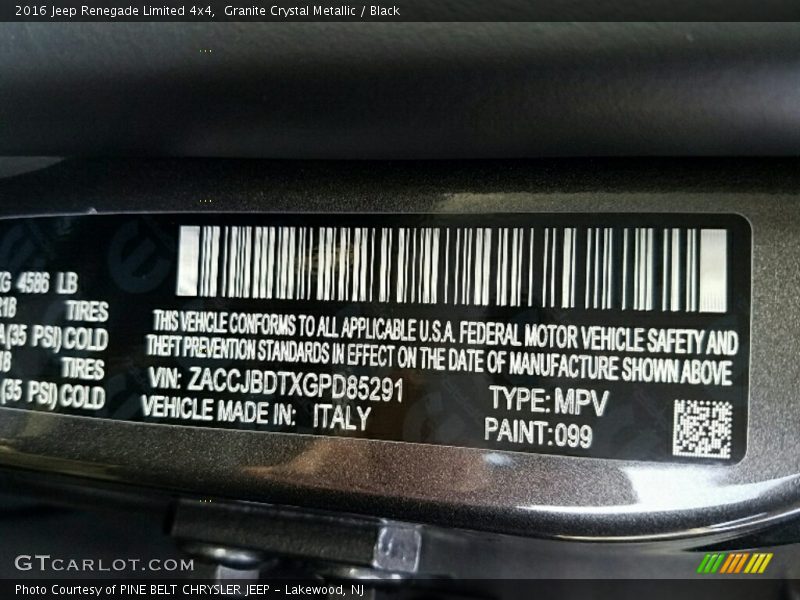 2016 Jeep Renegade Limited 4x4, Granite Crystal Metallic / Black
KG 4586 LB
R18 TIRES
(35 PSI) COLD
TIRES
(35 PSI) COLD
THIS VEHICLE CONFORMS TO ALL APPLICABLE U.S.A. FEDERAL MOTOR VEHICLE SAFETY AND
THEFT PREVENTION STANDARDS IN EFFECT ON THE DATE OF MANUFACTURE SHOWN ABOVE
VIN: ZACCJBDTXGPD85291 TYPE: MPV
VEHICLE MADE IN: ITALY PAINT:099
GTCARLOT.COM
Photo Courtesy of PINE BELT CHRYSLER JEEP - Lakewood, NJ